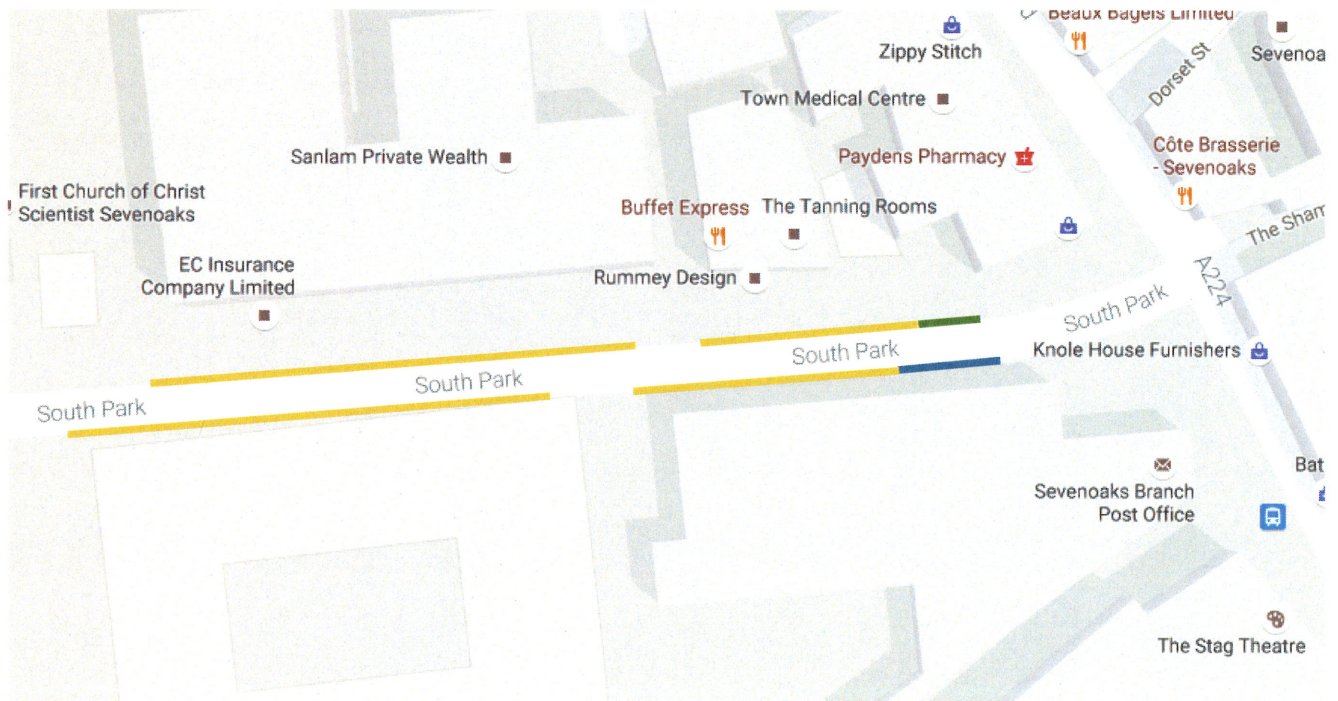 Beaux Bagels Limited
Zippy Stitch
Sevenoa
Dorset St
Town Medical Centre
Sanlam Private Wealth
Paydens Pharmacy
Côte Brasserie
- Sevenoaks
First Church of Christ
Scientist Sevenoaks
Buffet Express
The Tanning Rooms
The Sham
EC Insurance
Company Limited
Rummey Design
A224
South Park
South Park
South Park
South Park
Knole House Furnishers
Bat
Sevenoaks Branch
Post Office
The Stag Theatre